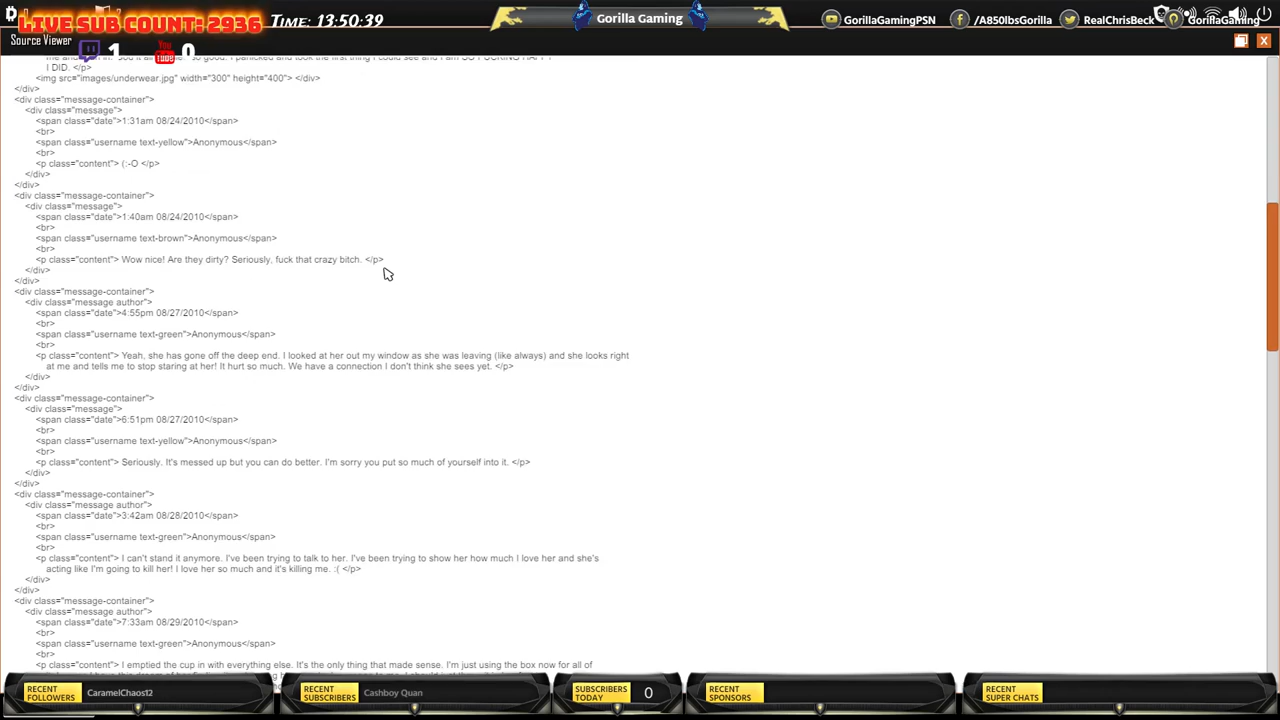 LIVE SUB COUNT: 2936
TIME: 13:50:39
Gorilla Gaming
GorillaGamingPSN
/A850lbsGorilla
RealChrisBeck
GorillaGaming
Source Viewer
1
You
Tube
0
I DID. </p>
<img src="images/underwear.jpg" width="300" height="400"> </div>
</div>
<div class="message-container">
<div class="message">
<span class="date">1:31am 08/24/2010</span>
<br>
<span class="username text-yellow">Anonymous</span>
<br>
<p class="content"> (:-O </p>
</div>
</div>
<div class="message-container">
<div class="message">
<span class="date">1:40am 08/24/2010</span>
<br>
<span class="username text-brown">Anonymous</span>
<br>
<p class="content"> Wow nice! Are they dirty? Seriously, fuck that crazy bitch. </p>
</div>
</div>
<div class="message-container">
<div class="message author">
<span class="date">4:55pm 08/27/2010</span>
<br>
<span class="username text-green">Anonymous</span>
<br>
<p class="content"> Yeah, she has gone off the deep end. I looked at her out my window as she was leaving (like always) and she looks right
at me and tells me to stop staring at her! It hurt so much. We have a connection I don't think she sees yet. </p>
</div>
</div>
<div class="message-container">
<div class="message">
<span class="date">6:51pm 08/27/2010</span>
<br>
<span class="username text-yellow">Anonymous</span>
<br>
<p class="content"> Seriously. It's messed up but you can do better. I'm sorry you put so much of yourself into it. </p>
</div>
</div>
<div class="message-container">
<div class="message author">
<span class="date">3:42am 08/28/2010</span>
<br>
<span class="username text-green">Anonymous</span>
<br>
<p class="content"> I can't stand it anymore. I've been trying to talk to her. I've been trying to show her how much I love her and she's
acting like I'm going to kill her! I love her so much and it's killing me. :( </p>
</div>
</div>
<div class="message-container">
<div class="message author">
<span class="date">7:33am 08/29/2010</span>
<br>
<span class="username text-green">Anonymous</span>
<br>
<p class="content"> I emptied the cup in with everything else. It's the only thing that made sense. I'm just using the box now for all of
RECENT FOLLOWERS CaramelChaos12
RECENT SUBSCRIBERS Cashboy Quan
SUBSCRIBERS TODAY 0
RECENT SPONSORS
RECENT SUPER CHATS